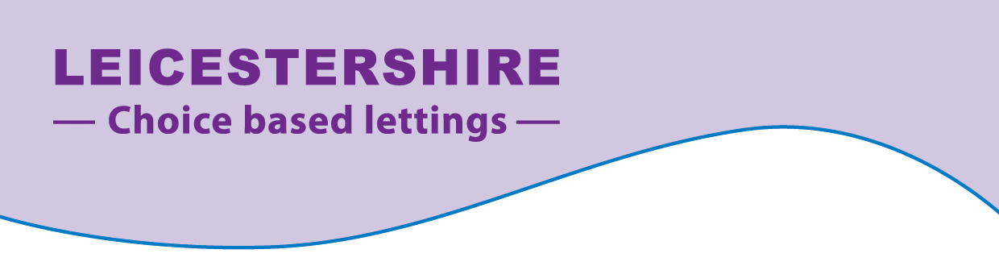 LEICESTERSHIRE
— Choice based lettings —